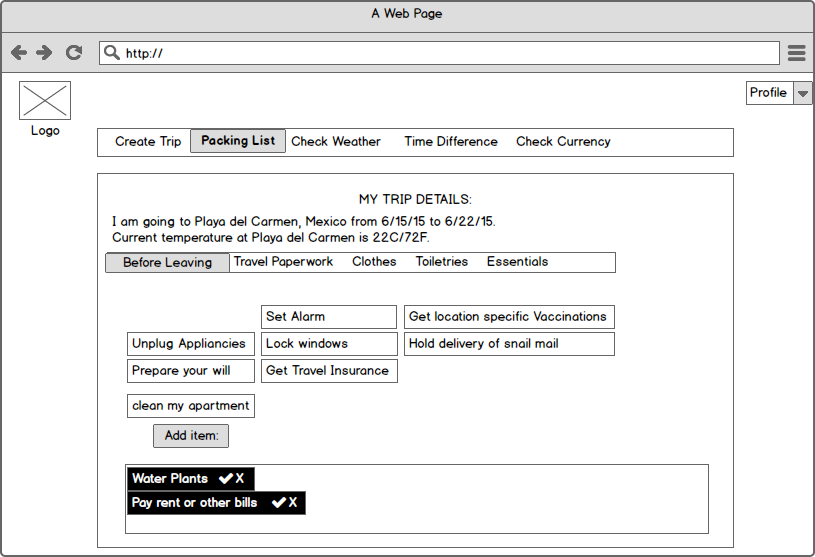 A Web Page
http://
Profile
Logo
Create Trip Packing List Check Weather Time Difference Check Currency
MY TRIP DETAILS:
I am going to Playa del Carmen, Mexico from 6/15/15 to 6/22/15.
Current temperature at Playa del Carmen is 22C/72F.
Before Leaving Travel Paperwork Clothes Toiletries Essentials
Set Alarm Get location specific Vaccinations
Unplug Appliancies Lock windows Hold delivery of snail mail
Prepare your will Get Travel Insurance
clean my apartment
Add item:
Water Plants X
Pay rent or other bills X